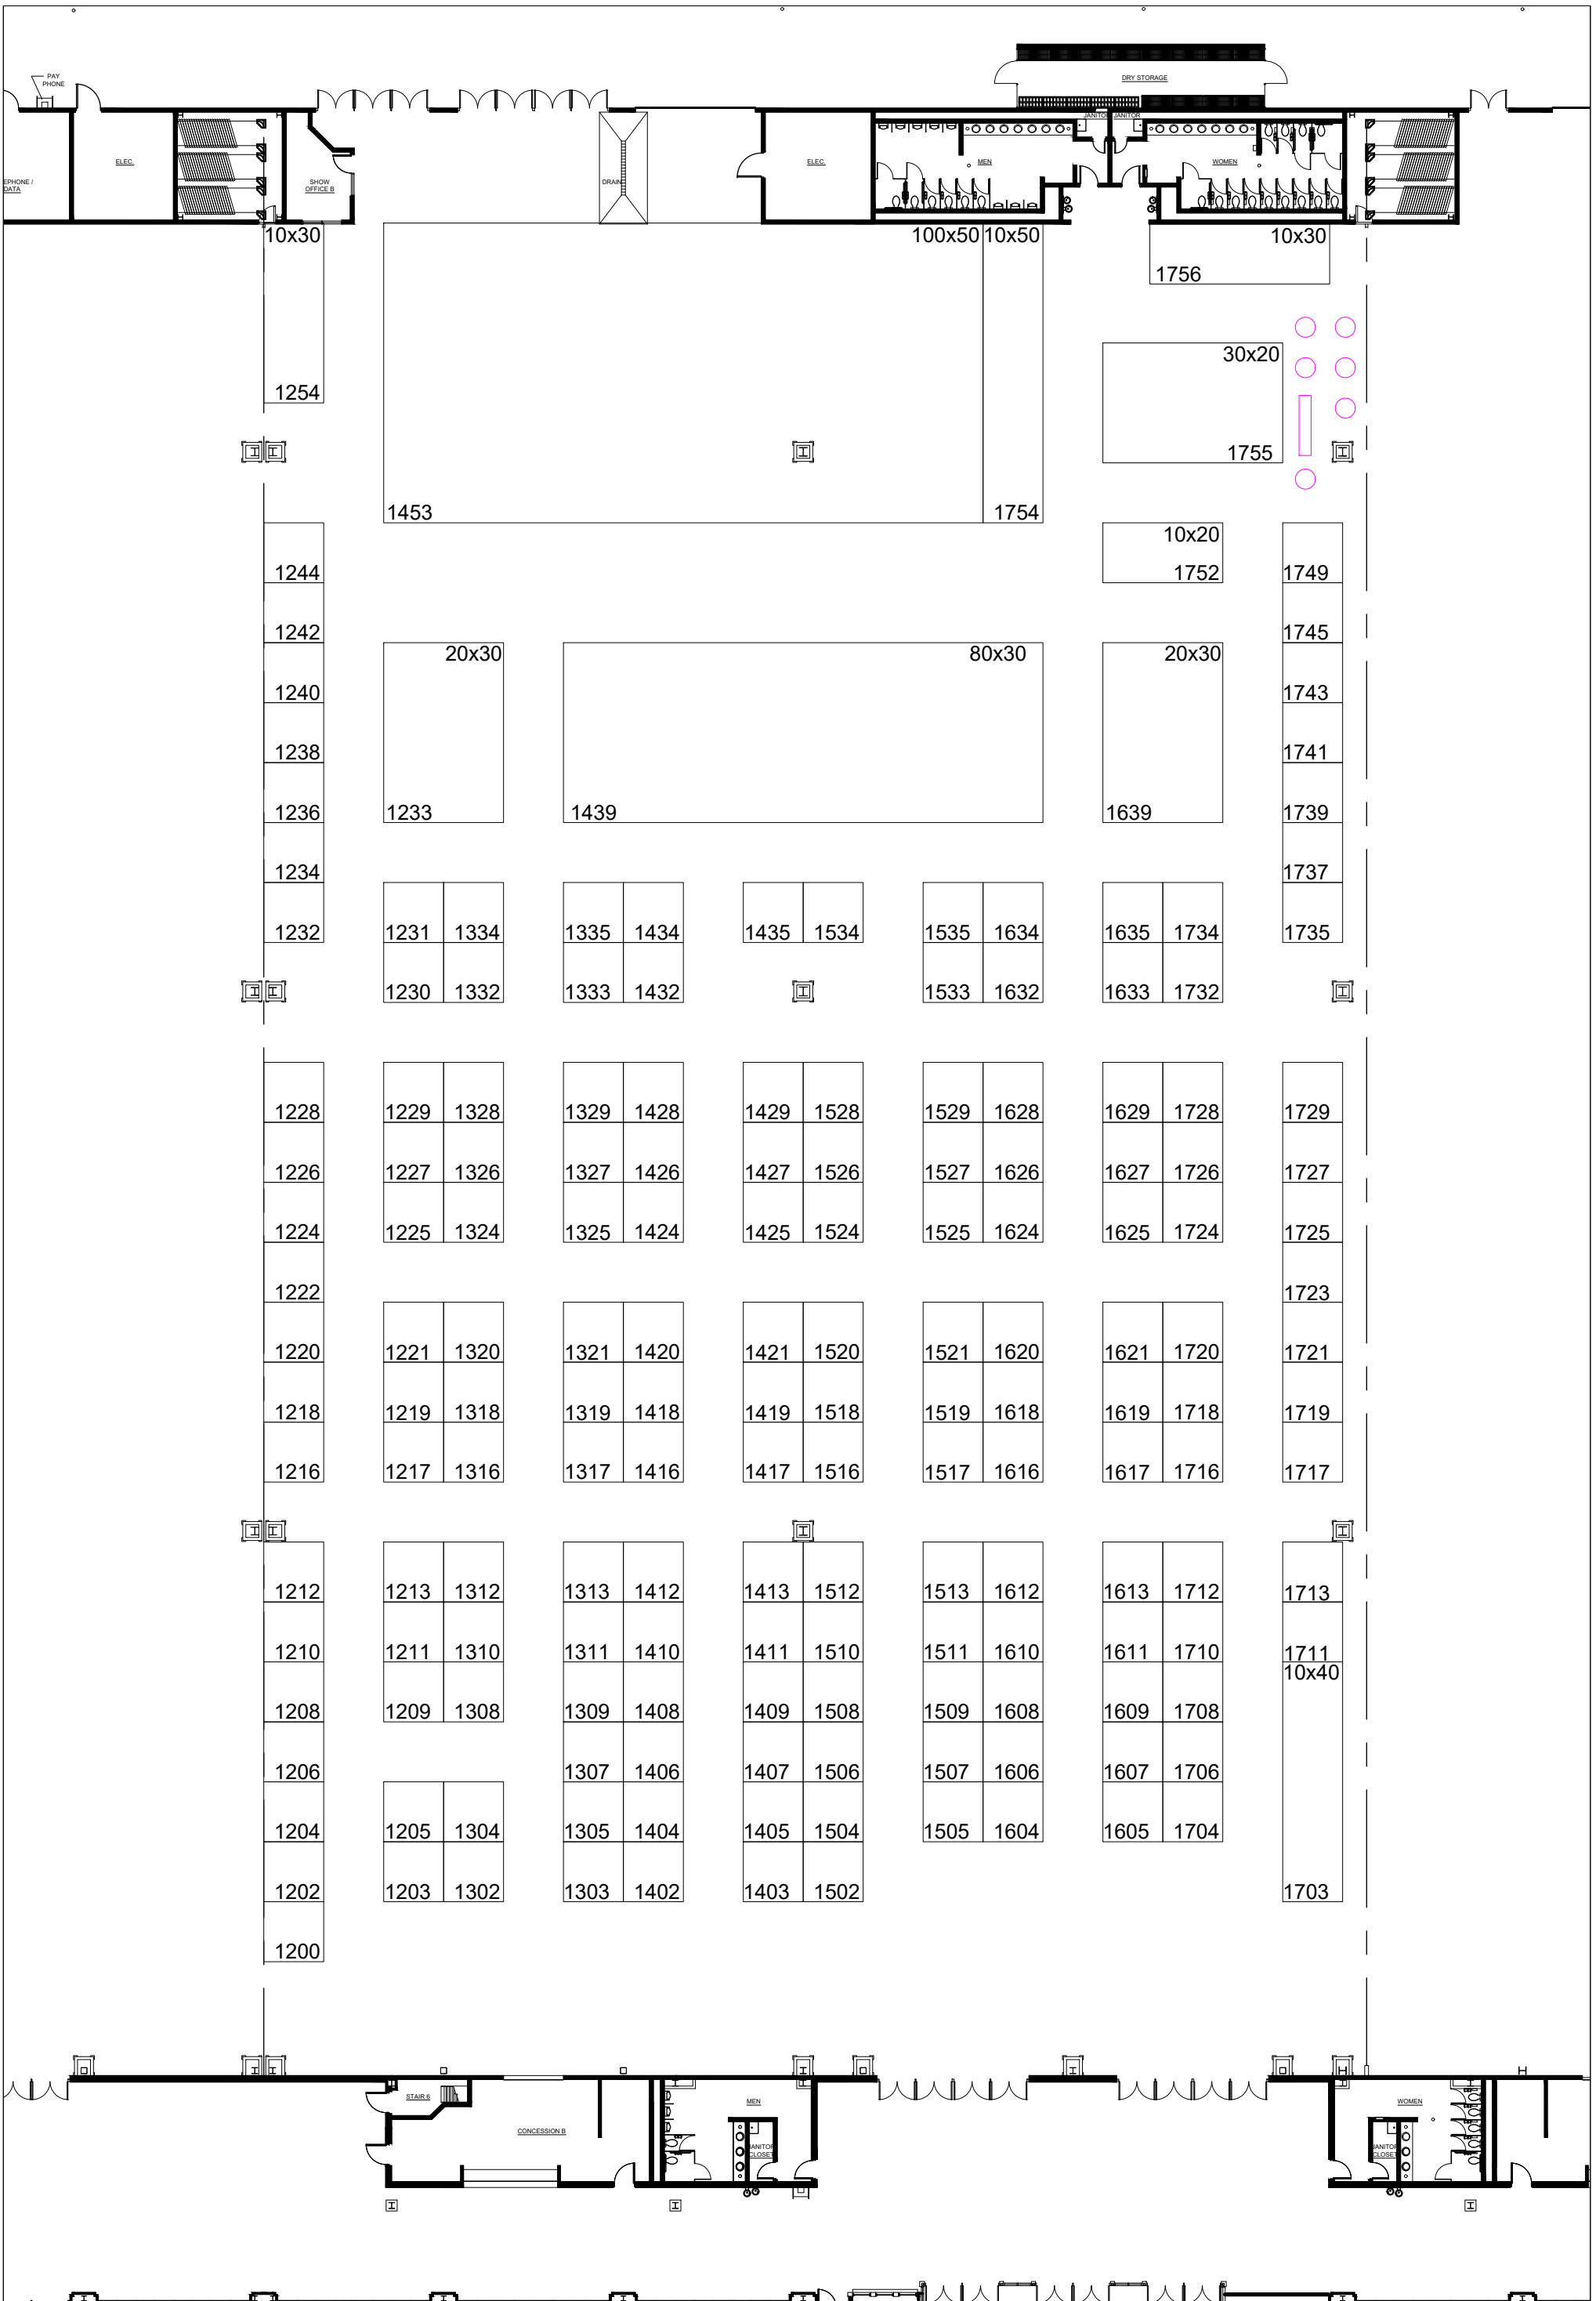 PAY
PHONE
DRY STORAGE
JANITOR JANITOR
EPHONE /
DATA
ELEC.
SHOW
OFFICE B
DRAIN
ELEC.
MEN
WOMEN
10x30
100x50 10x50
10x30
1756
30x20
1254
1755
1453
1754
10x20
1244
1752
1749
1242
1745
20x30
80x30
20x30
1240
1743
1238
1741
1236
1233
1439
1639
1739
1234
1737
1232 1231 1334 1335 1434 1435 1534 1535 1634 1635 1734 1735
1230 1332 1333 1432 1533 1632 1633 1732
1228 1229 1328 1329 1428 1429 1528 1529 1628 1629 1728 1729
1226 1227 1326 1327 1426 1427 1526 1527 1626 1627 1726 1727
1224 1225 1324 1325 1424 1425 1524 1525 1624 1625 1724 1725
1222 1723
1220 1221 1320 1321 1420 1421 1520 1521 1620 1621 1720 1721
1218 1219 1318 1319 1418 1419 1518 1519 1618 1619 1718 1719
1216 1217 1316 1317 1416 1417 1516 1517 1616 1617 1716 1717
1212 1213 1312 1313 1412 1413 1512 1513 1612 1613 1712 1713
1210 1211 1310 1311 1410 1411 1510 1511 1610 1611 1710 1711
10x40
1208 1209 1308 1309 1408 1409 1508 1509 1608 1609 1708
1206 1307 1406 1407 1506 1507 1606 1607 1706
1204 1205 1304 1305 1404 1405 1504 1505 1604 1605 1704
1202 1203 1302 1303 1402 1403 1502 1703
1200
STAIR 6
MEN
WOMEN
CONCESSION B
JANITOR
CLOSET
JANITOR
CLOSET